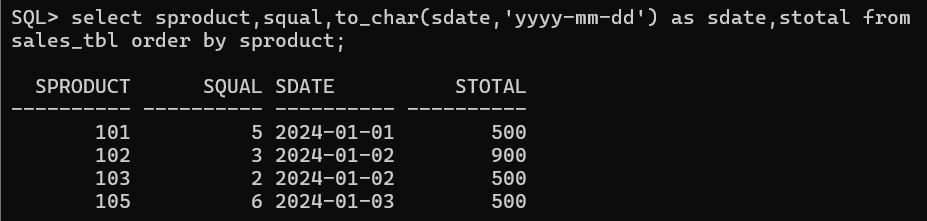 SQL> select sproduct,squal,to_char(sdate,'yyyy-mm-dd') as sdate,stotal from
sales_tbl order by sproduct;
SPRODUCT SQUAL SDATE STOTAL
---------- ---------- ---------- ----------
101 5 2024-01-01 500
102 3 2024-01-02 900
103 2 2024-01-02 500
105 6 2024-01-03 500